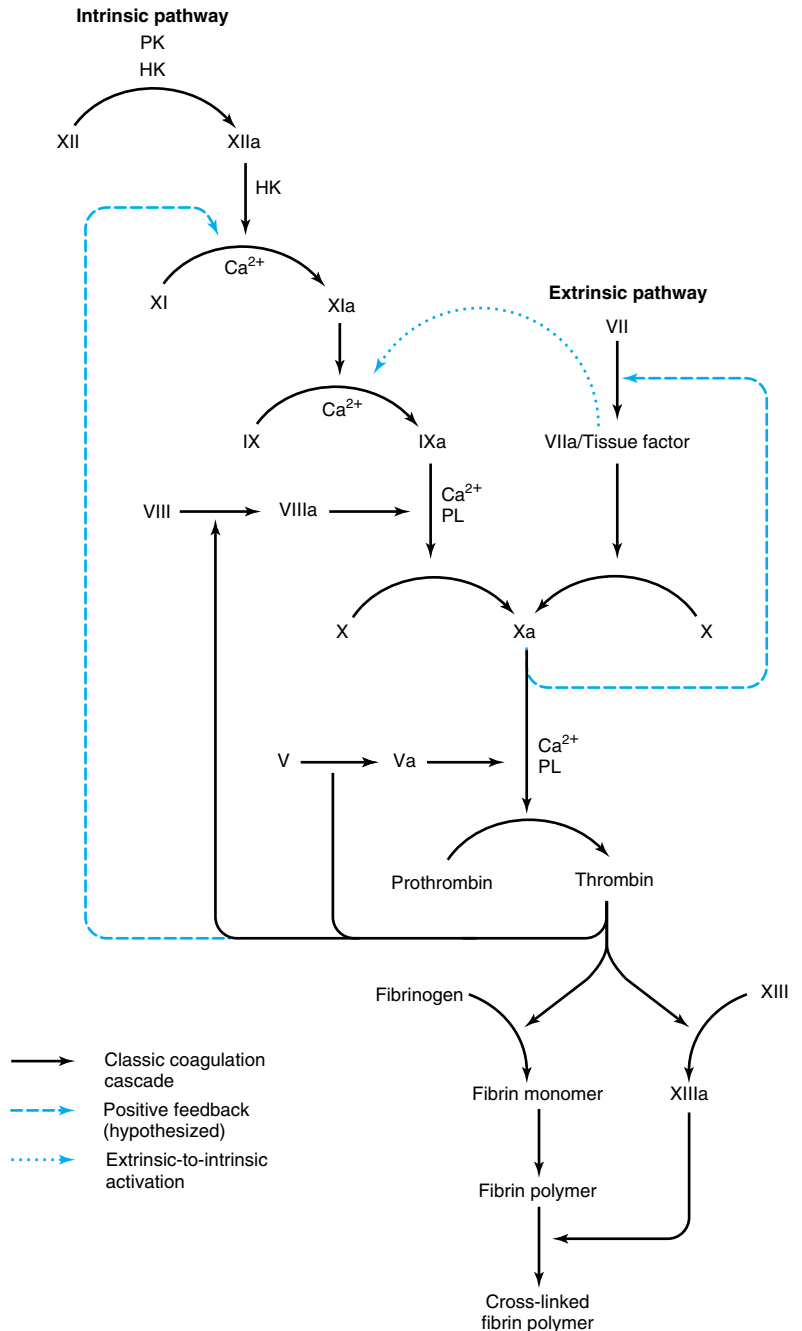 Intrinsic pathway
PK
HK
XII
XIIa
HK
Ca2+
XI
XIa
Extrinsic pathway
VII
Ca2+
IX
IXa
VIIa/Tissue factor
Ca2+
PL
VIII
VIIIa
X
Xa
X
V
Va
Ca2+
PL
Prothrombin
Thrombin
Fibrinogen
XIII
Fibrin monomer
XIIIa
Fibrin polymer
Cross-linked
fibrin polymer
Classic coagulation
cascade
Positive feedback
(hypothesized)
Extrinsic-to-intrinsic
activation